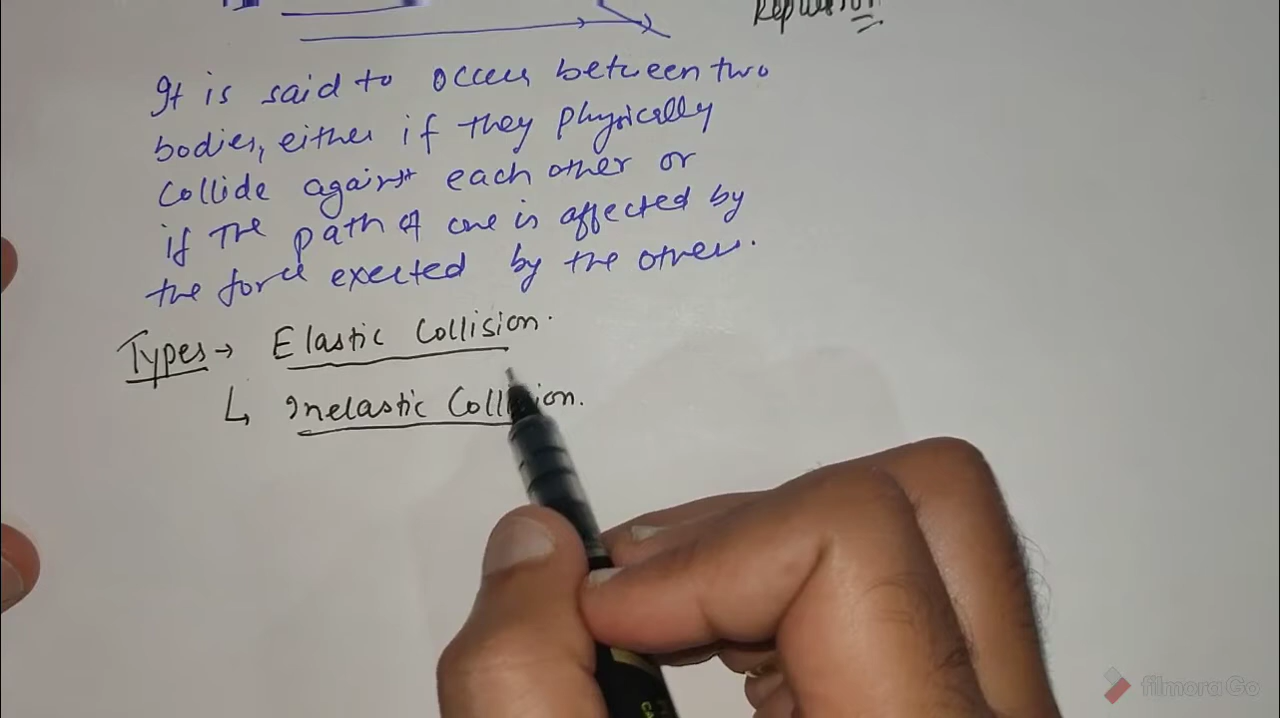 Repulsion
It is said to occur between two
bodies, either if they physically
collide against each other or
if the path of one is affected by
the force exerted by the other.
Types → Elastic Collision.
↳ Inelastic Collision.
filmoraGo